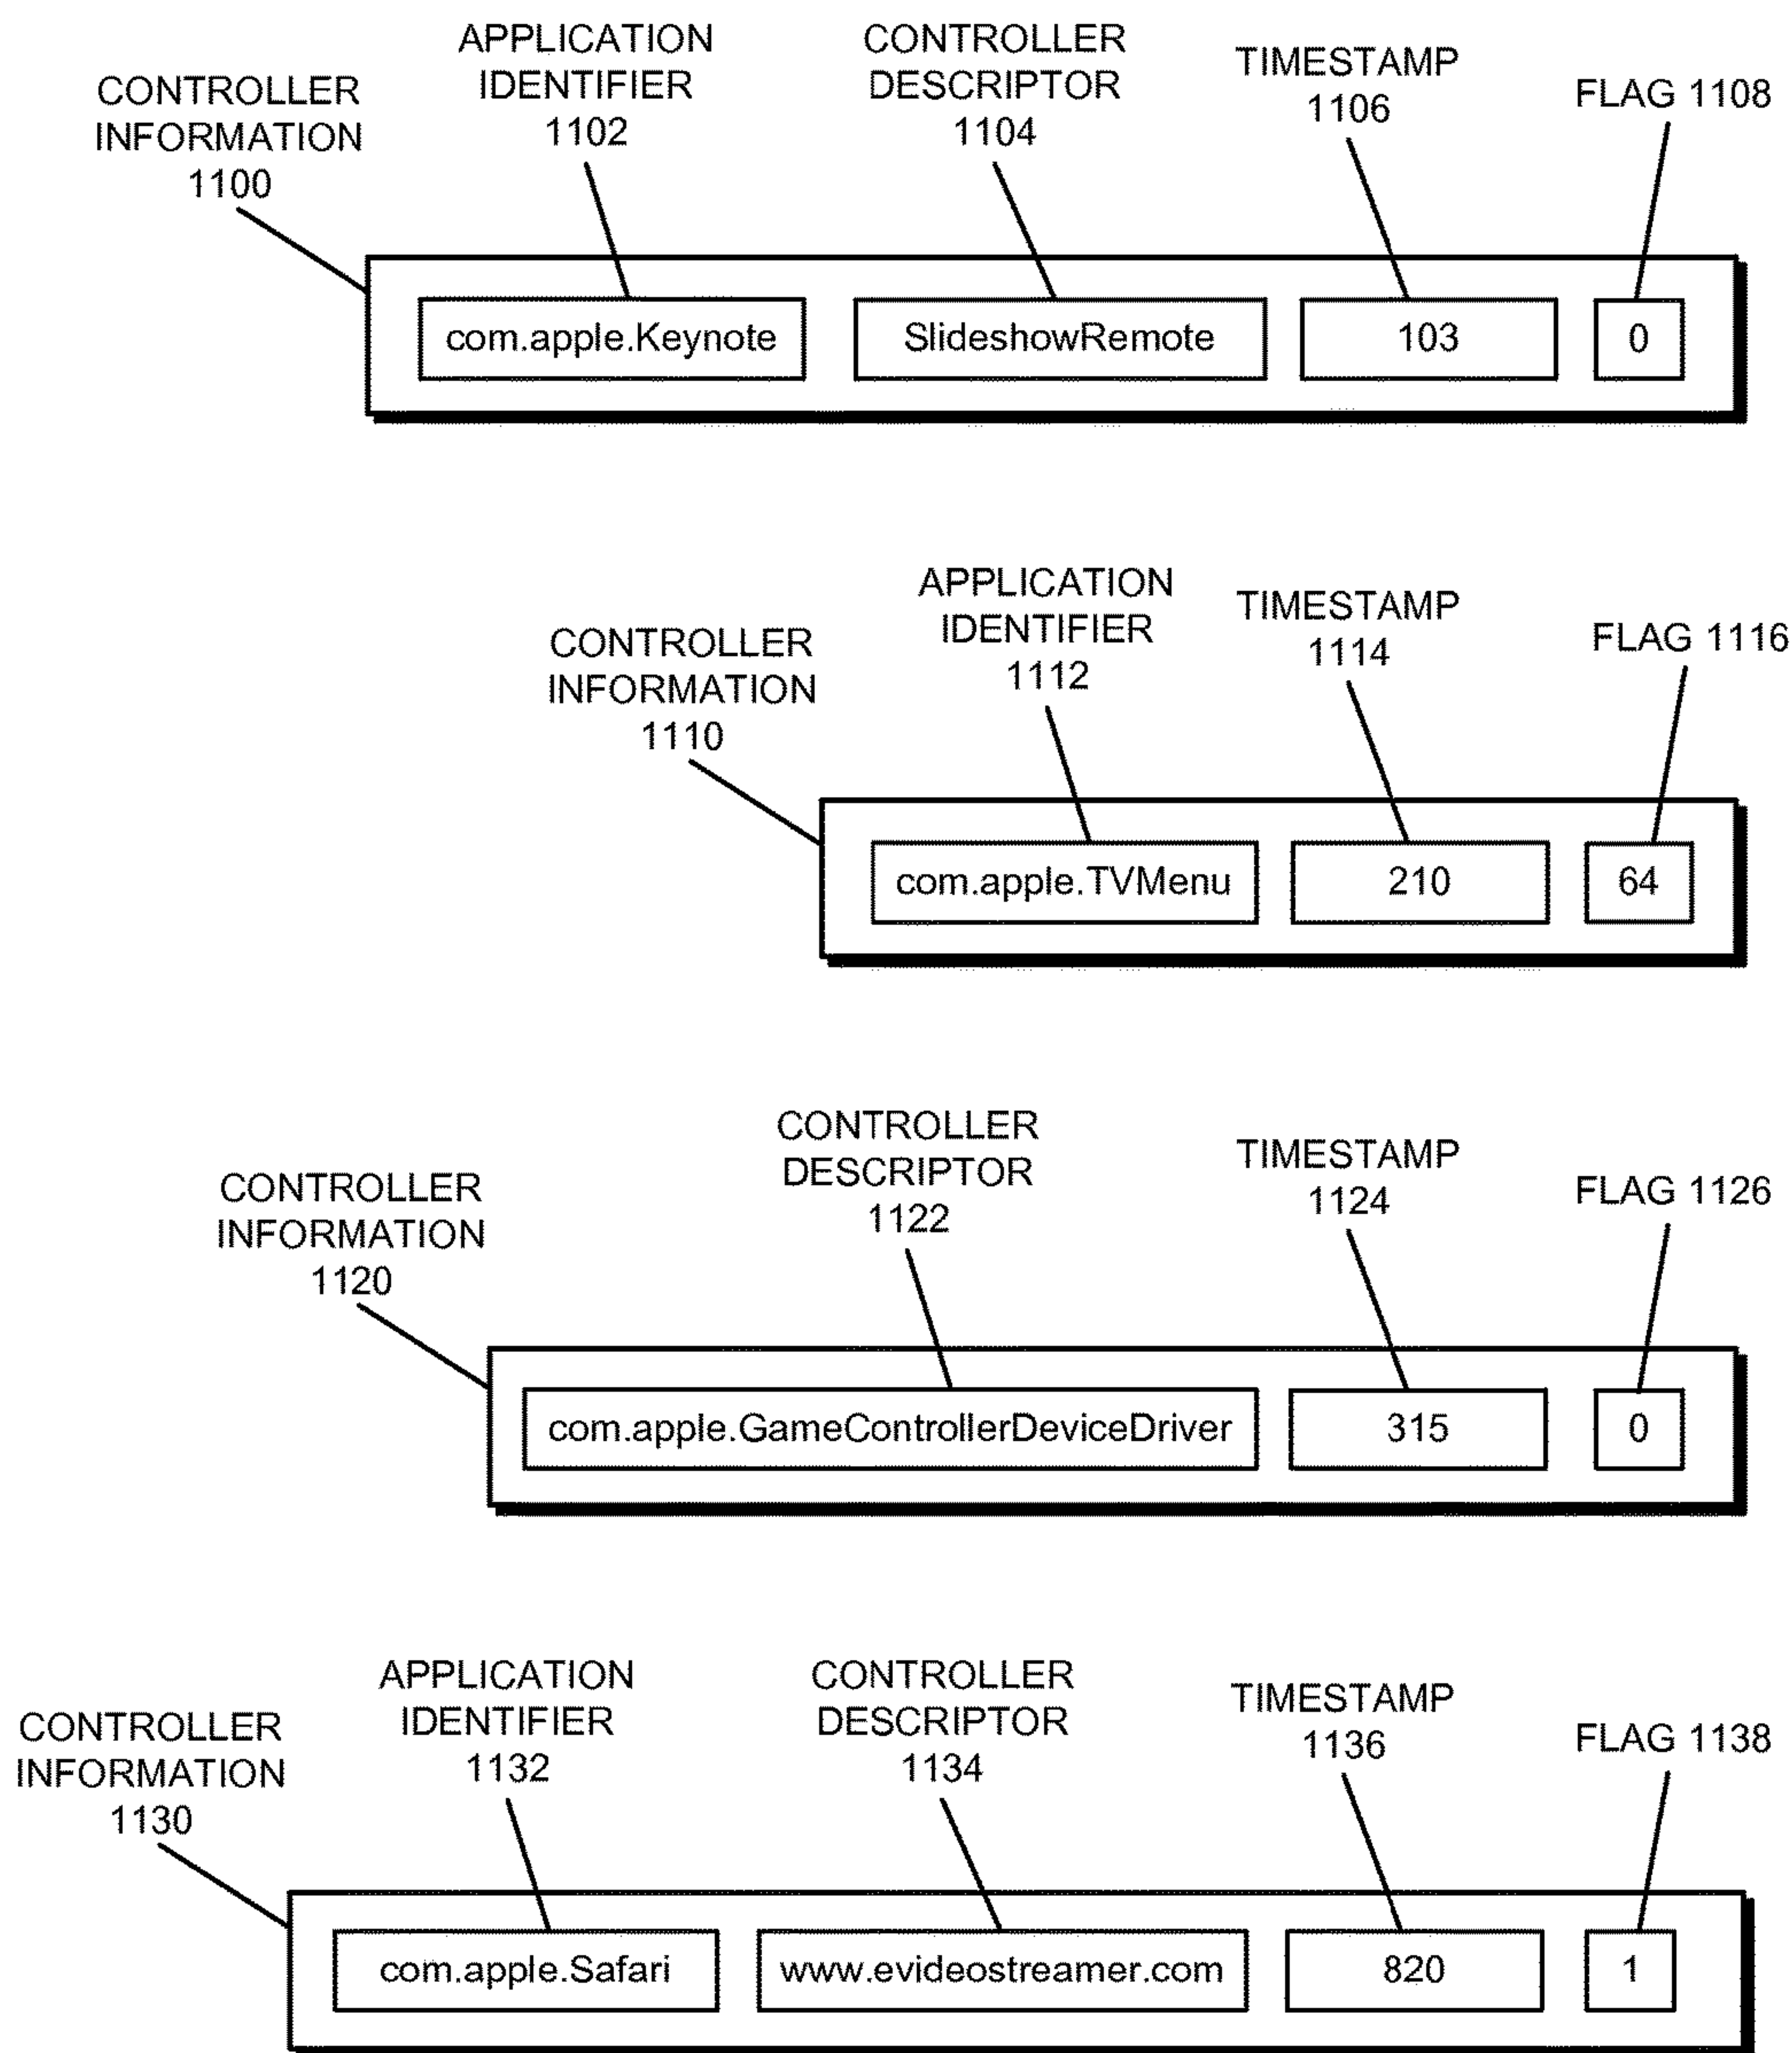 CONTROLLER
INFORMATION
1100
APPLICATION
IDENTIFIER
1102
CONTROLLER
DESCRIPTOR
1104
TIMESTAMP
1106
FLAG 1108
com.apple.Keynote
SlideshowRemote
103
0
CONTROLLER
INFORMATION
1110
APPLICATION
IDENTIFIER
1112
TIMESTAMP
1114
FLAG 1116
com.apple.TVMenu
210
64
CONTROLLER
INFORMATION
1120
CONTROLLER
DESCRIPTOR
1122
TIMESTAMP
1124
FLAG 1126
com.apple.GameControllerDeviceDriver
315
0
CONTROLLER
INFORMATION
1130
APPLICATION
IDENTIFIER
1132
CONTROLLER
DESCRIPTOR
1134
TIMESTAMP
1136
FLAG 1138
com.apple.Safari
www.evideostreamer.com
820
1